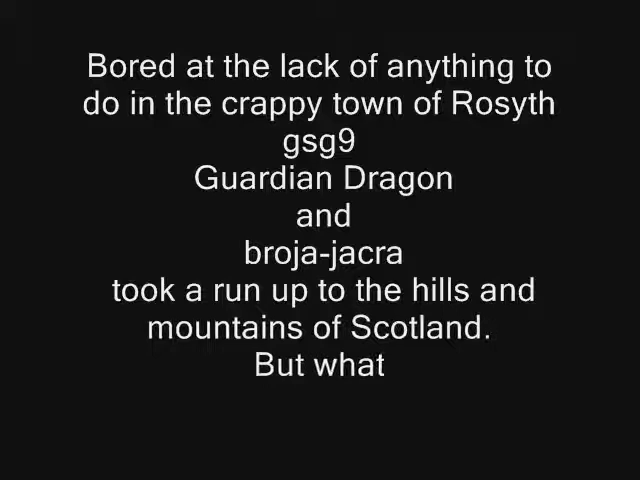 Bored at the lack of anything to
do in the crappy town of Rosyth
gsg9
Guardian Dragon
and
broja-jacra
took a run up to the hills and
mountains of Scotland.
But what